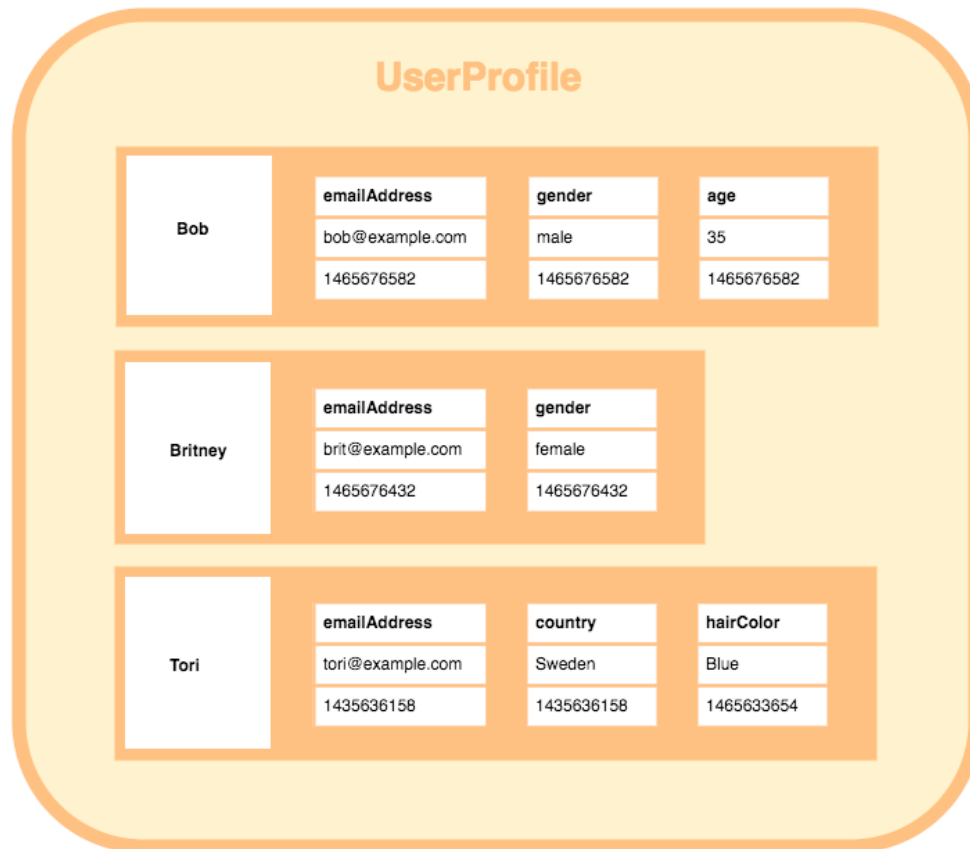 UserProfile
Bob
emailAddress gender age
bob@example.com male 35
1465676582 1465676582 1465676582
Britney
emailAddress gender
brit@example.com female
1465676432 1465676432
Tori
emailAddress country hairColor
tori@example.com Sweden Blue
1435636158 1435636158 1465633654